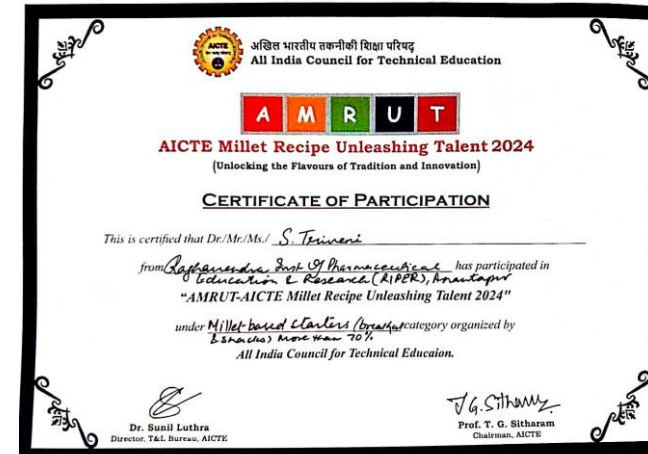 AICTE
अखिल भारतीय तकनीकी शिक्षा परिषद्
All India Council for Technical Education
A M R U T
AICTE Millet Recipe Unleashing Talent 2024
(Unlocking the Flavours of Tradition and Innovation)
CERTIFICATE OF PARTICIPATION
This is certified that Dr./Mr./Ms./ S. Triveni
from Raghavendra Inst of Pharmaceutical has participated in
Education & Research (RIPER), Anantapur
"AMRUT-AICTE Millet Recipe Unleashing Talent 2024"
under Millet-based starters (breakfast category organized by
& snacks) more than 70%
All India Council for Technical Educaion.
Dr. Sunil Luthra
Director, T&L Bureau, AICTE
T G. Sitharam
Prof. T. G. Sitharam
Chairman, AICTE